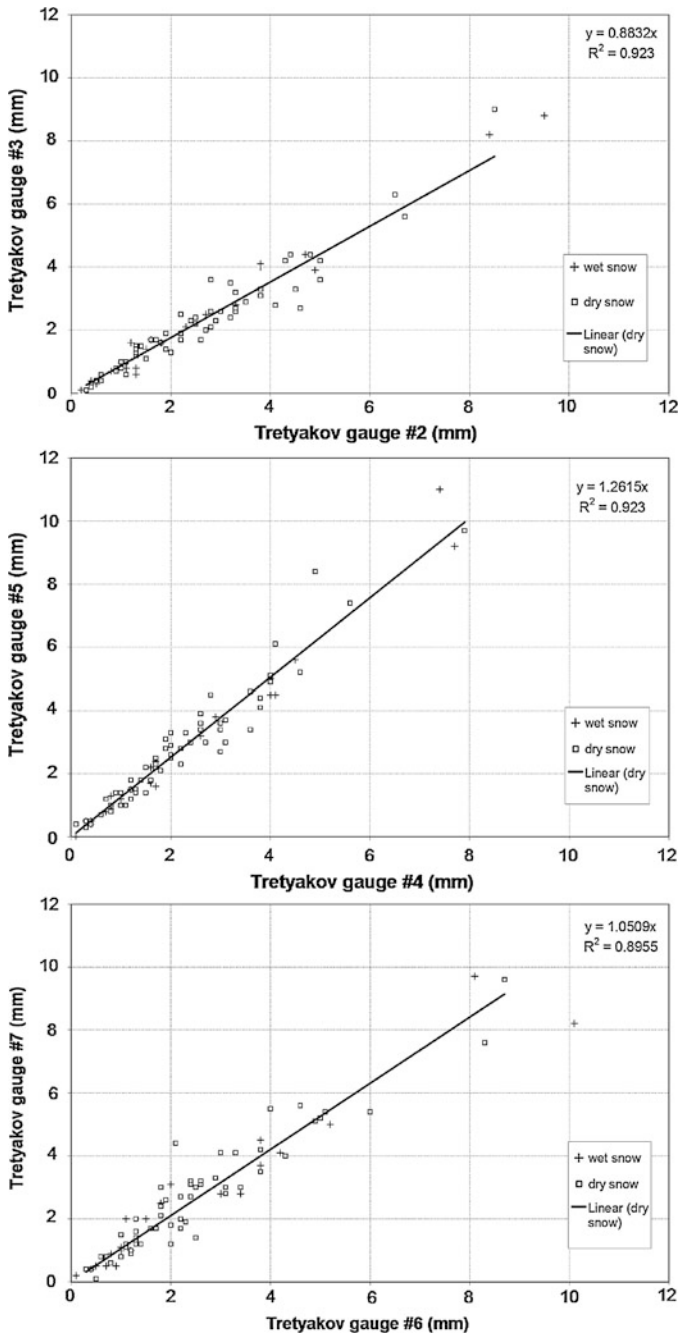 12
10
8
6
4
2
0
Tretyakov gauge #3 (mm)
y = 0.8832x
R² = 0.923
wet snow
dry snow
Linear (dry
snow)
0 2 4 6 8 10 12
Tretyakov gauge #2 (mm)
12
10
8
6
4
2
0
Tretyakov gauge #5 (mm)
y = 1.2615x
R² = 0.923
wet snow
dry snow
Linear (dry
snow)
0 2 4 6 8 10 12
Tretyakov gauge #4 (mm)
12
10
8
6
4
2
0
Tretyakov gauge #7 (mm)
y = 1.0509x
R² = 0.8955
wet snow
dry snow
Linear (dry
snow)
0 2 4 6 8 10 12
Tretyakov gauge #6 (mm)